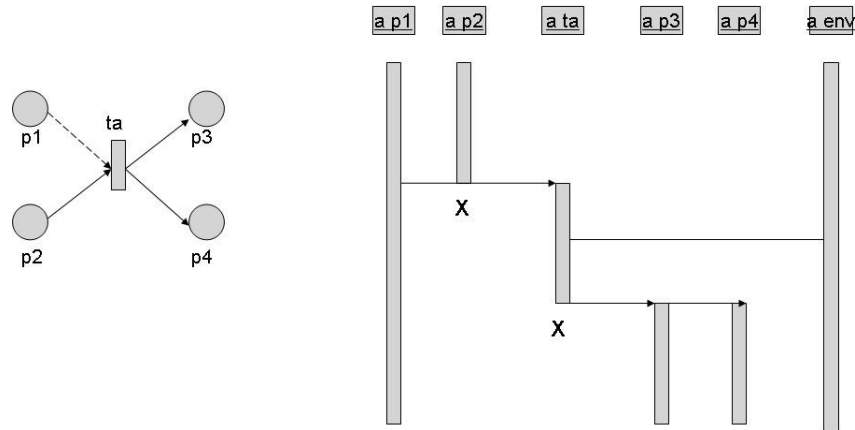 a p1 a p2 a ta a p3 a p4 a env
ta
p1 p3
p2 p4
X
X